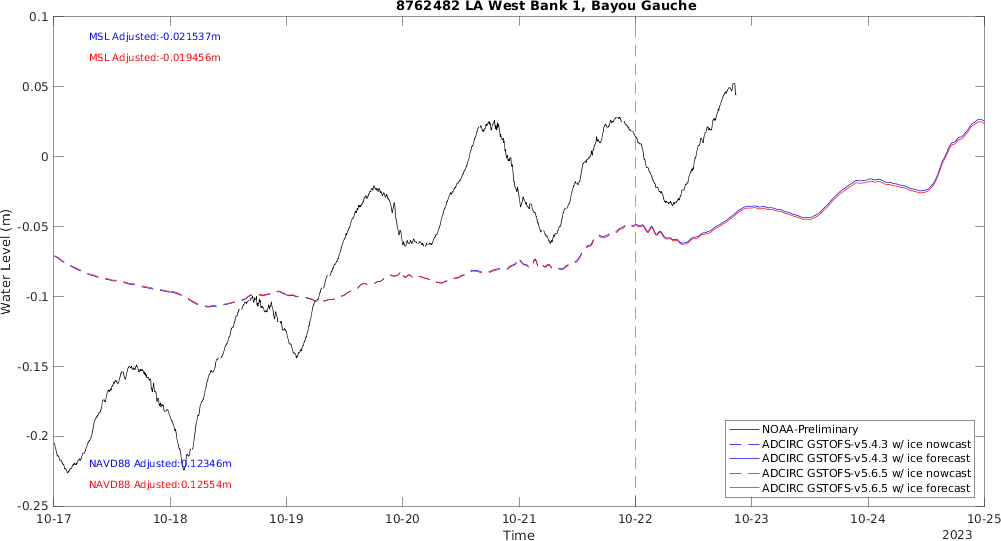 8762482 LA West Bank 1, Bayou Gauche
MSL Adjusted:-0.021537m
MSL Adjusted:-0.019456m
NAVD88 Adjusted:0.12346m
NAVD88 Adjusted:0.12554m
Water Level (m)
0.1
0.05
0
-0.05
-0.1
-0.15
-0.2
-0.25
NOAA-Preliminary
ADCIRC GSTOFS-v5.4.3 w/ ice nowcast
ADCIRC GSTOFS-v5.4.3 w/ ice forecast
ADCIRC GSTOFS-v5.6.5 w/ ice nowcast
ADCIRC GSTOFS-v5.6.5 w/ ice forecast
10-17 10-18 10-19 10-20 10-21 10-22 10-23 10-24 10-25
Time
2023